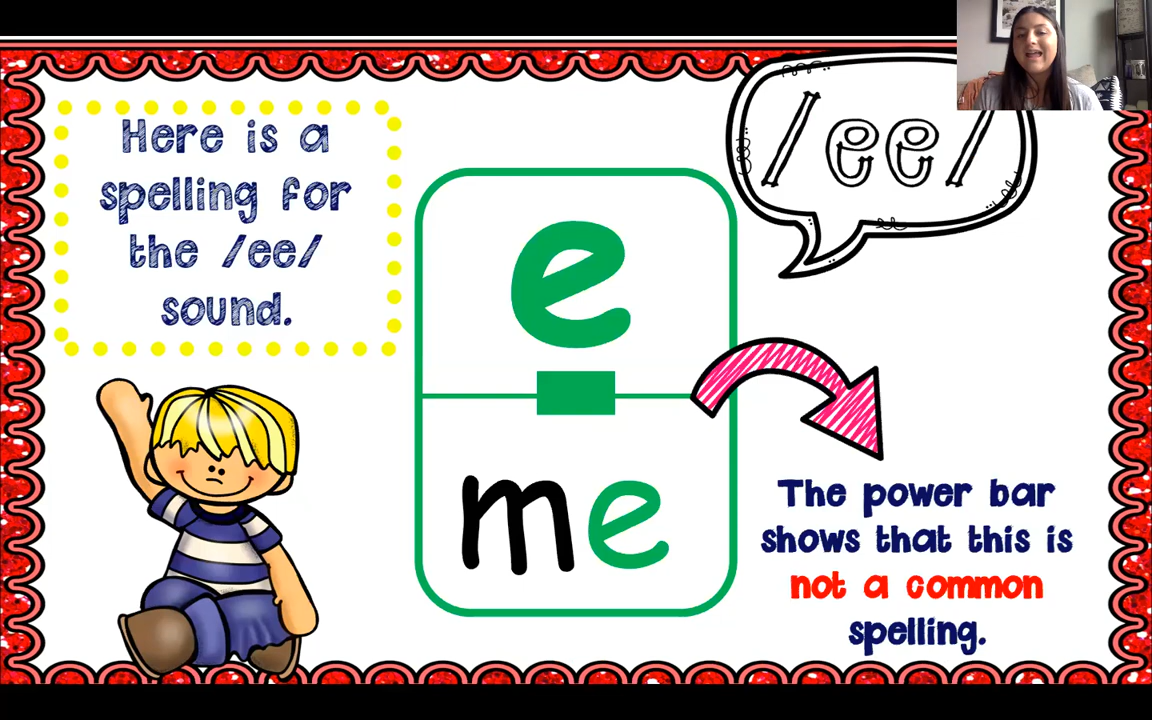 Here is a
spelling for
the /ee/
sound.
/ee/
e
me
The power bar
shows that this is
not a common
spelling.